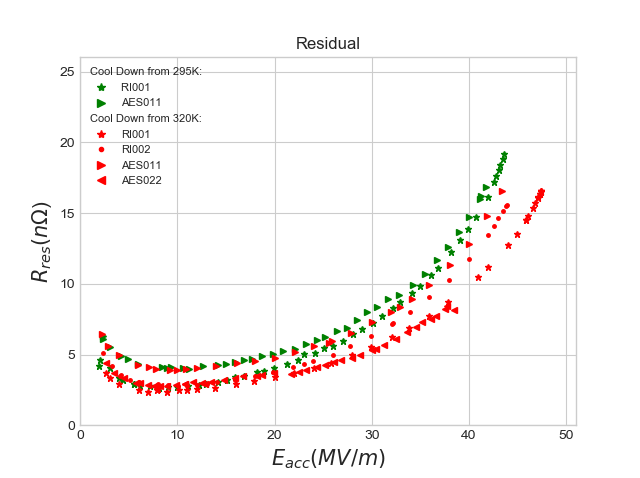 Residual
Cool Down from 295K:
RI001
AES011
Cool Down from 320K:
RI001
RI002
AES011
AES022
R_res(nΩ)
25
20
15
10
5
0
0 10 20 30 40 50
E_acc(MV/m)